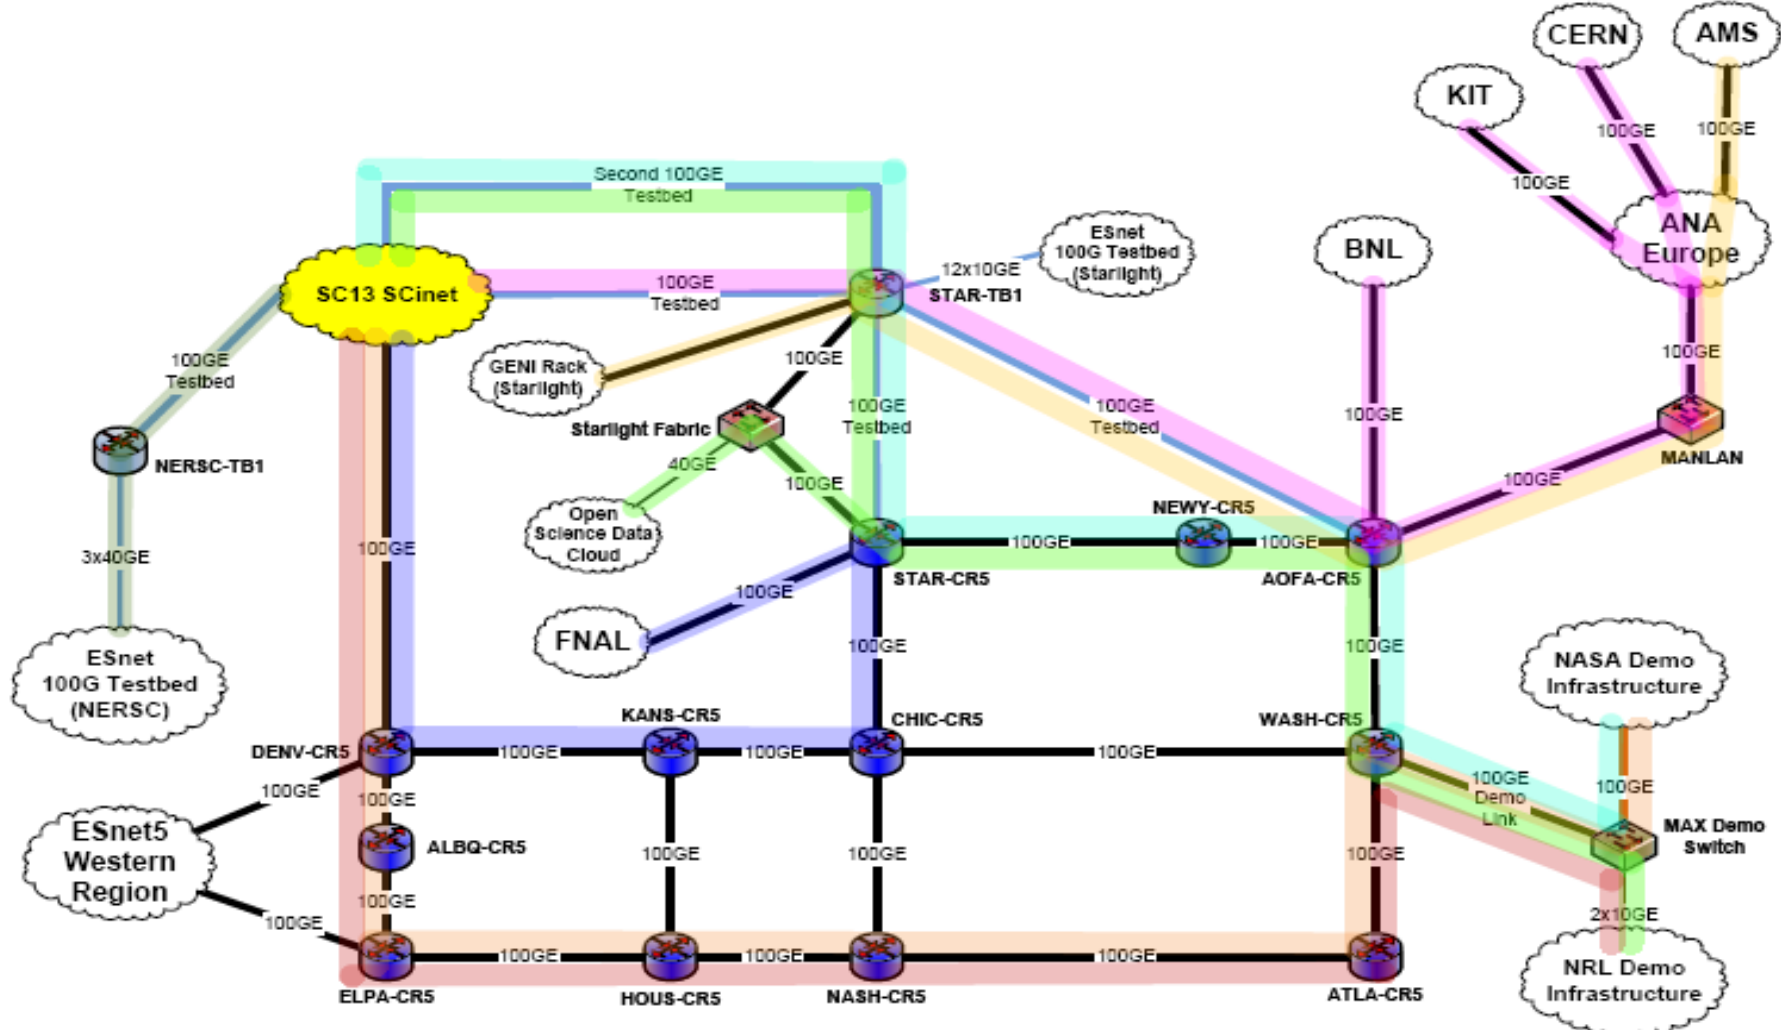 CERN
AMS
KIT
100GE
100GE
100GE
Second 100GE
Testbed
ANA
Europe
ESnet
100G Testbed
(Starlight)
BNL
12x10GE
SC13 SCinet
100GE
Testbed
STAR-TB1
100GE
100GE
Testbed
GENI Rack
(Starlight)
100GE
100GE
Testbed
100GE
Testbed
100GE
Starlight Fabric
MANLAN
NERSC-TB1
40GE
100GE
100GE
NEWY-CR5
Open
Science Data
Cloud
3x40GE
100GE
100GE
100GE
STAR-CR5
AOFA-CR5
100GE
FNAL
100GE
100GE
ESnet
100G Testbed
(NERSC)
NASA Demo
Infrastructure
KANS-CR5
CHIC-CR5
WASH-CR5
DENV-CR5
100GE
100GE
100GE
100GE
100GE
Demo
Link
100GE
100GE
MAX Demo
Switch
ESnet5
Western
Region
ALBQ-CR5
100GE
100GE
100GE
100GE
100GE
2x10GE
100GE
100GE
100GE
NRL Demo
Infrastructure
ELPA-CR5
HOUS-CR5
NASH-CR5
ATLA-CR5